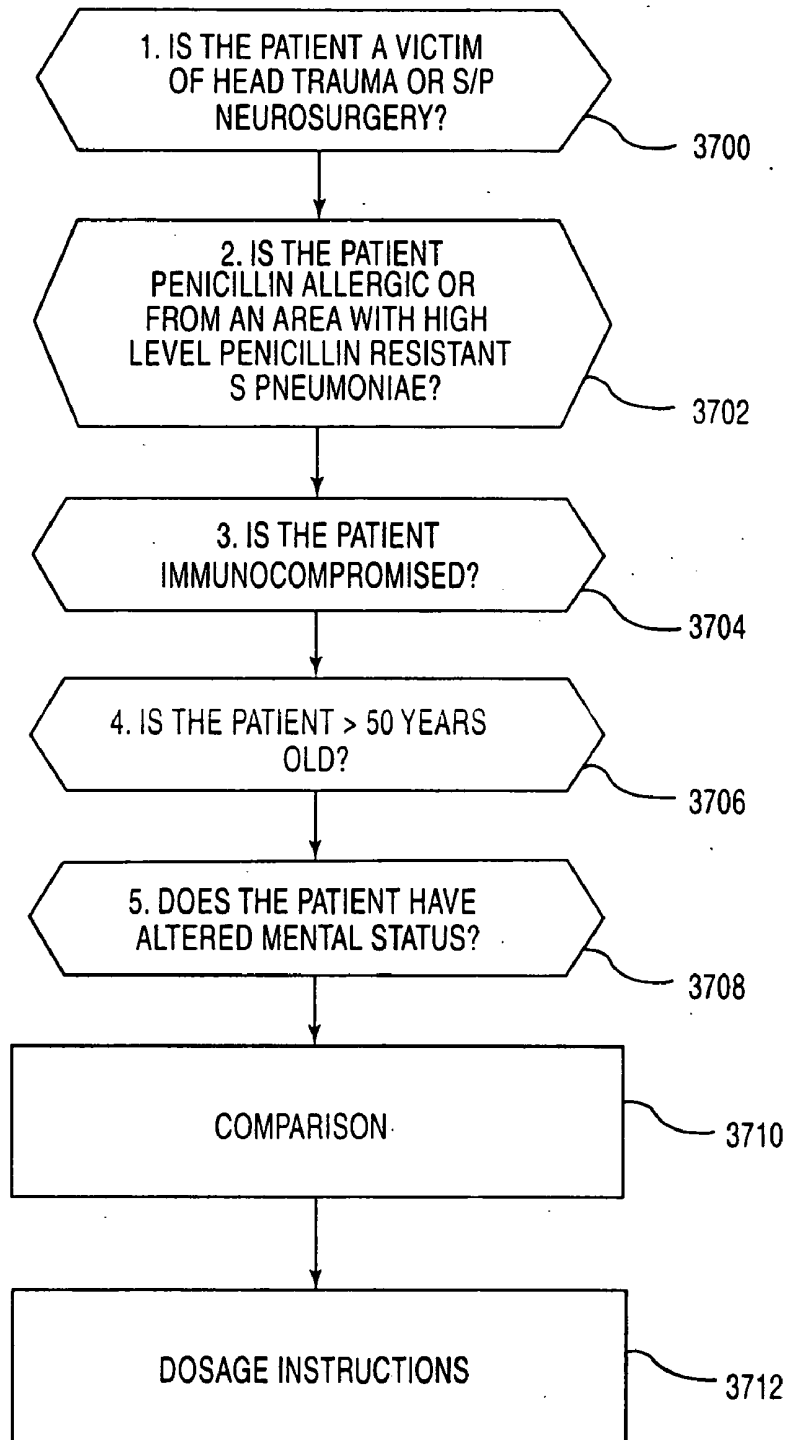 1. IS THE PATIENT A VICTIM
OF HEAD TRAUMA OR S/P
NEUROSURGERY?
3700
2. IS THE PATIENT
PENICILLIN ALLERGIC OR
FROM AN AREA WITH HIGH
LEVEL PENICILLIN RESISTANT
S PNEUMONIAE?
3702
3. IS THE PATIENT
IMMUNOCOMPROMISED?
3704
4. IS THE PATIENT > 50 YEARS
OLD?
3706
5. DOES THE PATIENT HAVE
ALTERED MENTAL STATUS?
3708
COMPARISON
3710
DOSAGE INSTRUCTIONS
3712